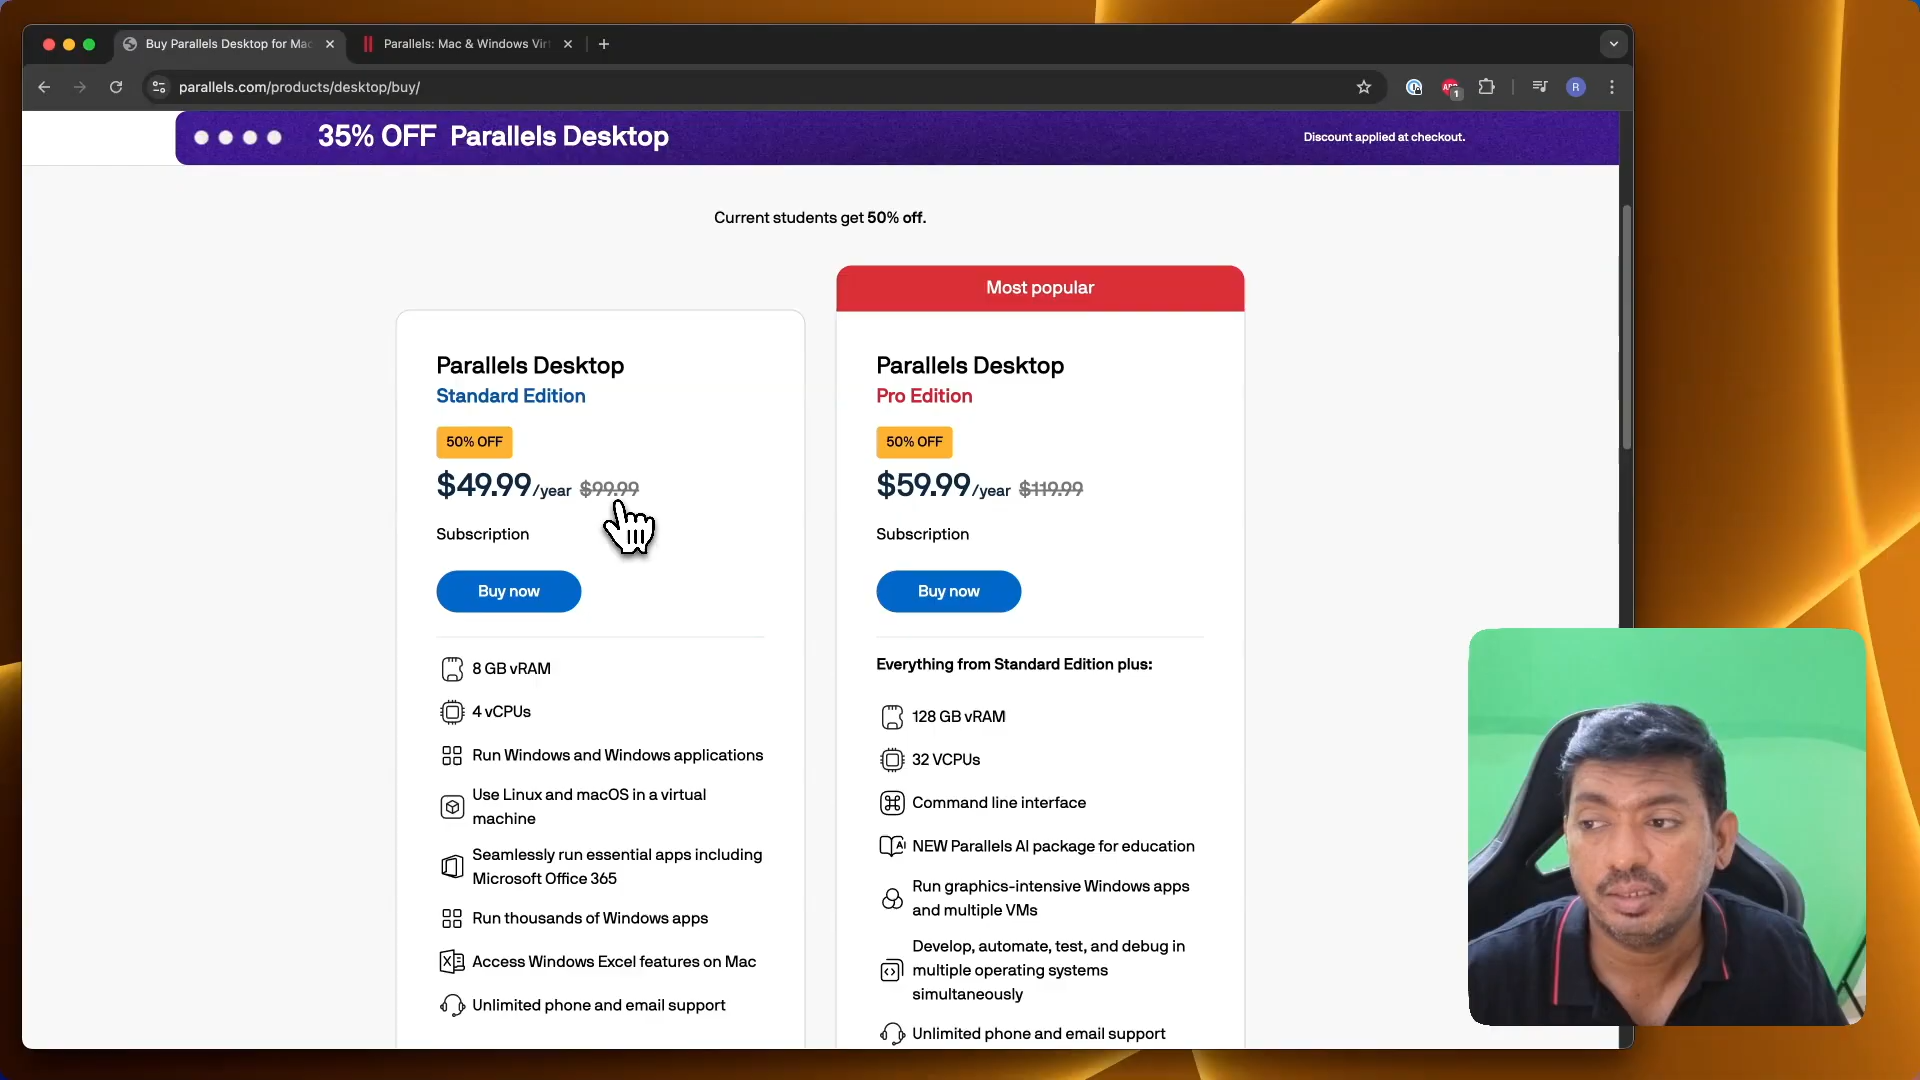 Buy Parallels Desktop for Mac
Parallels: Mac & Windows Virt
parallels.com/products/desktop/buy/
1
R
35% OFF Parallels Desktop
Discount applied at checkout.
Current students get 50% off.
Most popular
Parallels Desktop
Standard Edition
50% OFF
$49.99/year $99.99
Subscription
Buy now
8 GB vRAM
4 vCPUs
Run Windows and Windows applications
Use Linux and macOS in a virtual
machine
Seamlessly run essential apps including
Microsoft Office 365
Run thousands of Windows apps
Access Windows Excel features on Mac
Unlimited phone and email support
Parallels Desktop
Pro Edition
50% OFF
$59.99/year $119.99
Subscription
Buy now
Everything from Standard Edition plus:
128 GB vRAM
32 VCPUs
Command line interface
NEW Parallels AI package for education
Run graphics-intensive Windows apps
and multiple VMs
Develop, automate, test, and debug in
multiple operating systems
simultaneously
Unlimited phone and email support